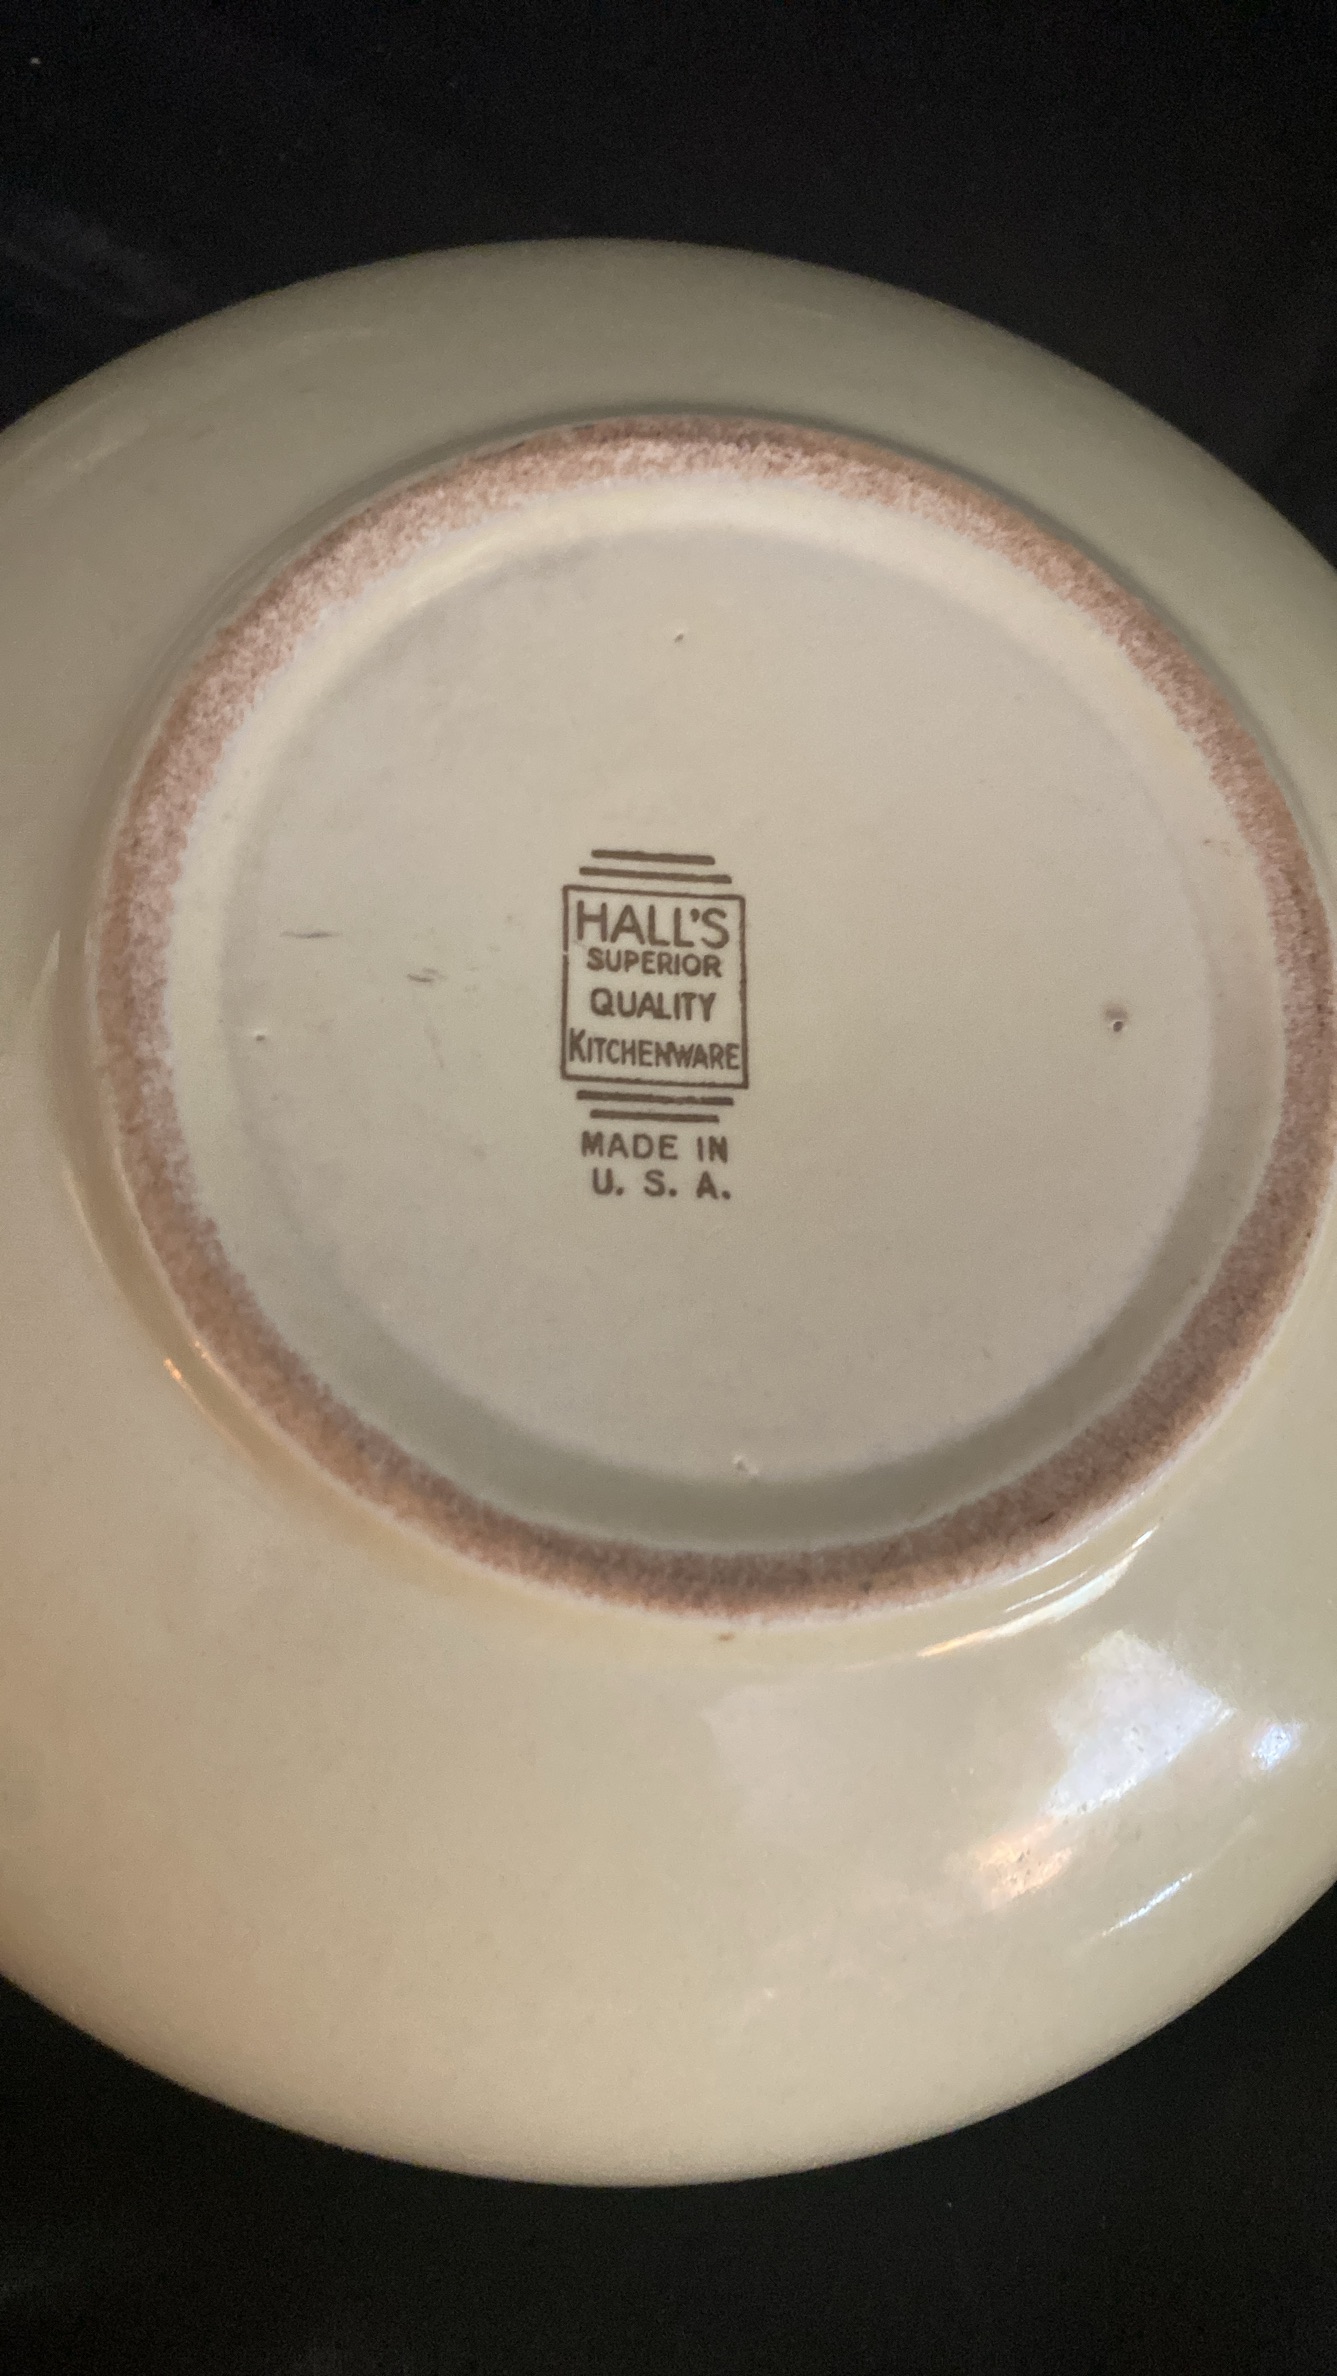 HALL'S
SUPERIOR
QUALITY
KITCHENWARE
MADE IN
U. S. A.